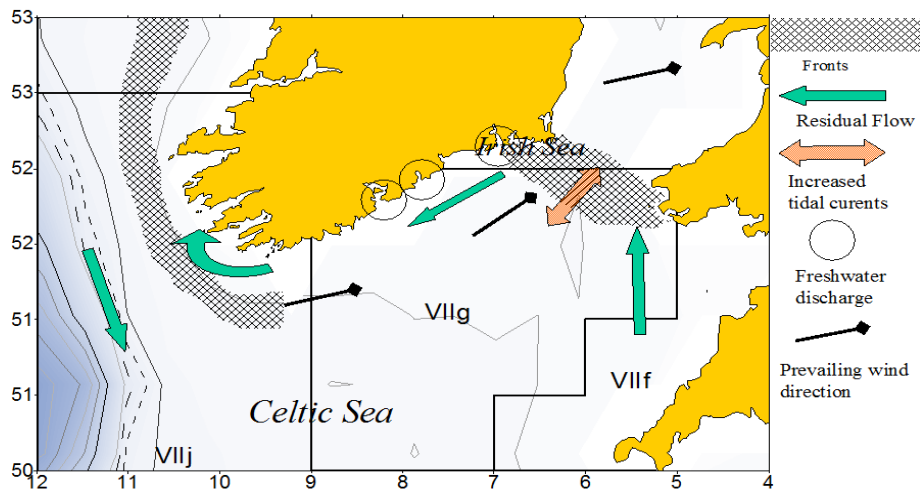 53
53
52
52
51
51
50
12
11
10
9
8
7
6
5
4
Irish Sea
VIIg
VIIf
Celtic Sea
VIIj
Fronts
Residual Flow
Increased
tidal curents
Freshwater
discharge
Prevailing wind
direction